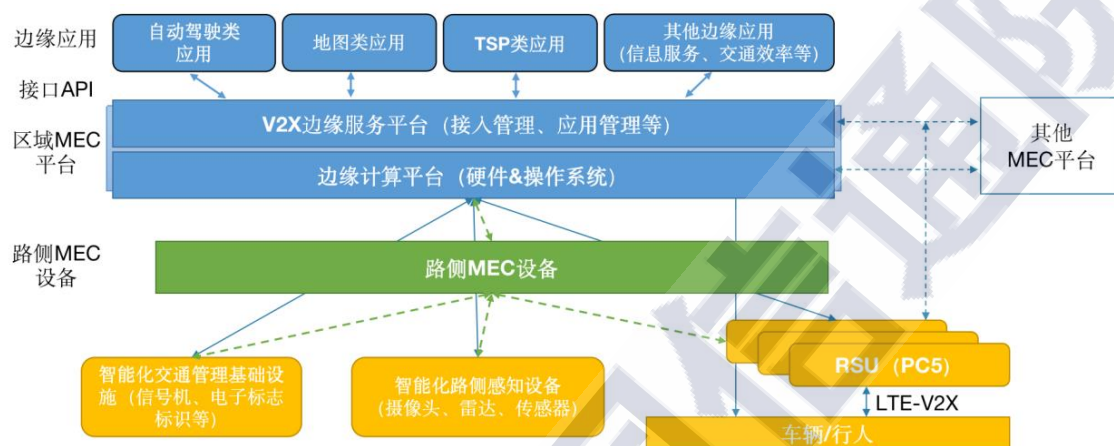 边缘应用
自动驾驶类
应用
地图类应用
TSP类应用
其他边缘应用
(信息服务、交通效率等)
接口API
区域MEC
平台
V2X边缘服务平台（接入管理、应用管理等）
边缘计算平台（硬件&操作系统）
其他
MEC平台
路侧MEC
设备
路侧MEC设备
智能化交通管理基础设
施（信号机、电子标志
标识等）
智能化路侧感知设备
（摄像头、雷达、传感器）
RSU（PC5）
LTE-V2X
车辆/行人